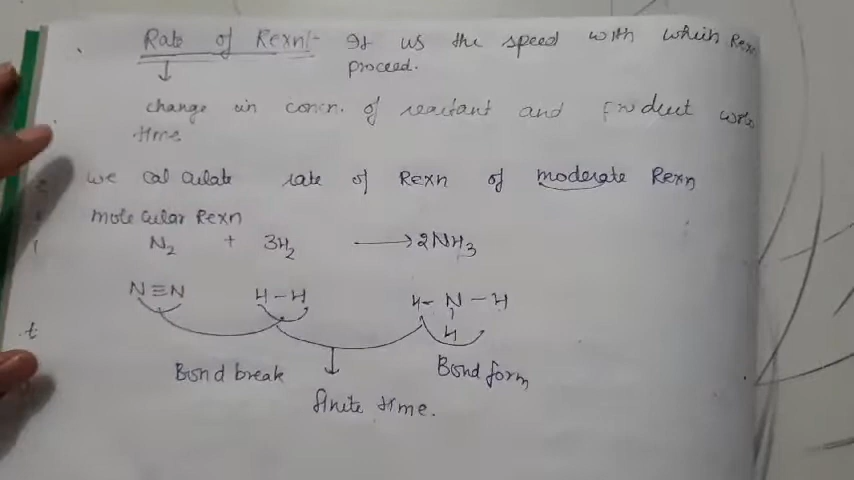 Rate of Rexn:- It is the speed with which Rexn
proceed.
change in concn. of reactant and product w.r.to
time
we calculate rate of Rexn of moderate Rexn
molecular Rexn
N2 + 3H2 → 2NH3
N≡N H-H H-N-H
H
Bond break Bond form
finite time.
t